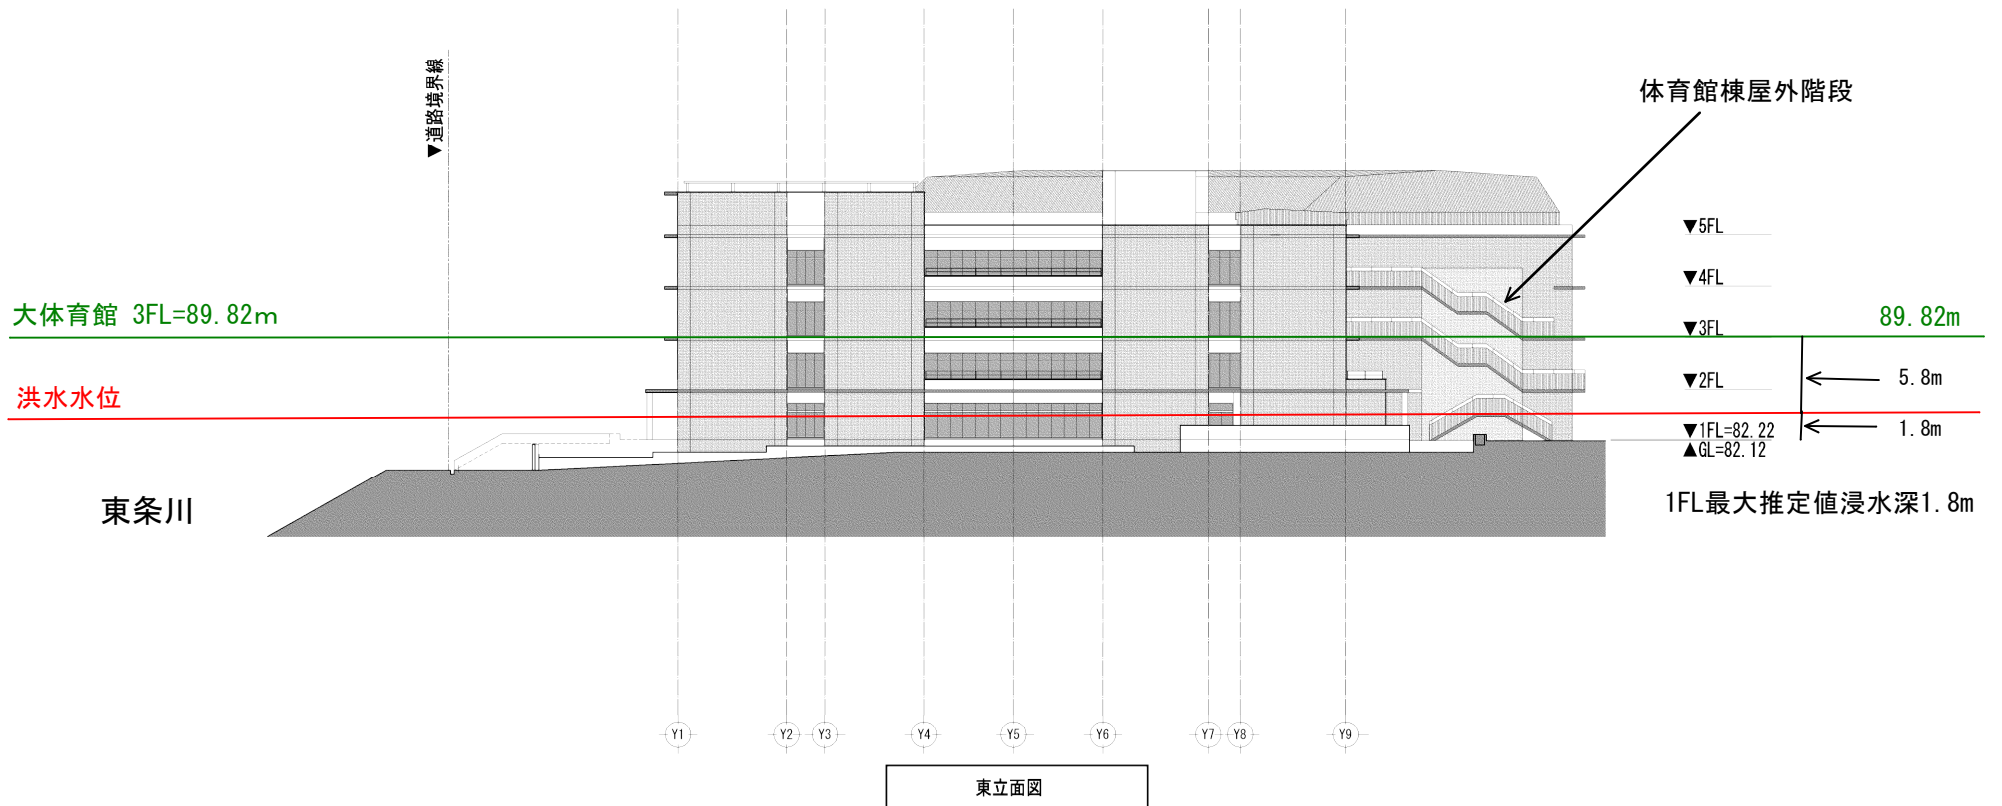 ▼道路境界線
体育館棟屋外階段
▼5FL
▼4FL
大体育館 3FL=89.82m
89.82m
▼3FL
洪水水位
▼2FL
5.8m
▼1FL=82.22
1.8m
▲GL=82.12
東条川
1FL最大推定値浸水深1.8m
Y1 Y2 Y3 Y4 Y5 Y6 Y7 Y8 Y9
東立面図